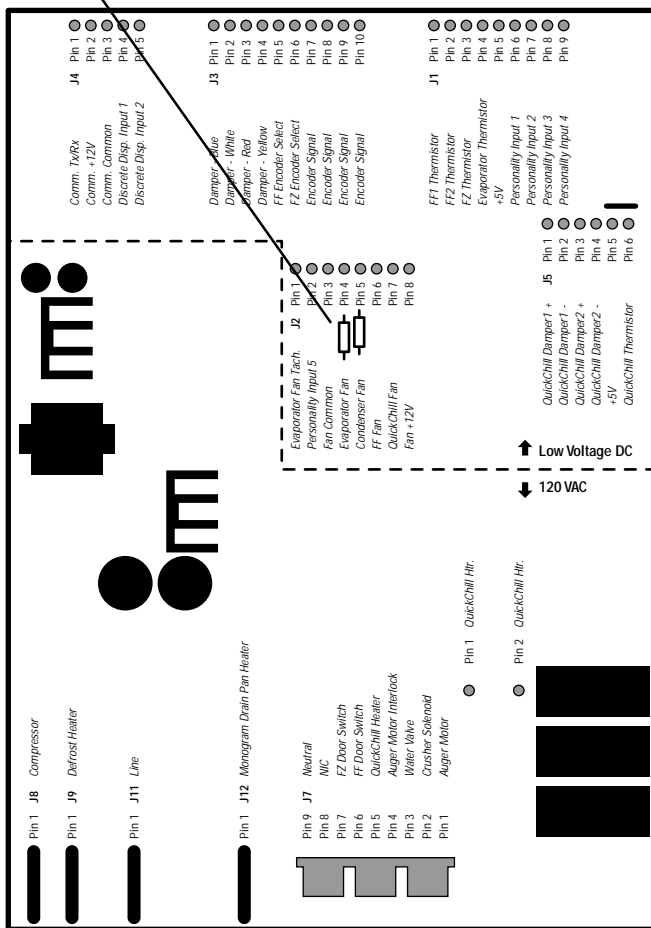 J4
Pin 1
Pin 2
Pin 3
Pin 4
Pin 5
Comm. Tx/Rx
Comm. +12V
Comm. Common
Discrete Disp. Input 1
Discrete Disp. Input 2
J3
Pin 1
Pin 2
Pin 3
Pin 4
Pin 5
Pin 6
Pin 7
Pin 8
Pin 9
Pin 10
Damper - Blue
Damper - White
Damper - Red
Damper - Yellow
FF Encoder Select
FZ Encoder Select
Encoder Signal
Encoder Signal
Encoder Signal
Encoder Signal
J1
Pin 1
Pin 2
Pin 3
Pin 4
Pin 5
Pin 6
Pin 7
Pin 8
Pin 9
FF1 Thermistor
FF2 Thermistor
FZ Thermistor
Evaporator Thermistor
+5V
Personality Input 1
Personality Input 2
Personality Input 3
Personality Input 4
J2
Pin 1
Pin 2
Pin 3
Pin 4
Pin 5
Pin 6
Pin 7
Pin 8
Evaporator Fan Tach.
Personality Input 5
Fan Common
Evaporator Fan
Condenser Fan
FF Fan
QuickChill Fan
Fan +12V
J5
Pin 1
Pin 2
Pin 3
Pin 4
Pin 5
Pin 6
QuickChill Damper1 +
QuickChill Damper1 -
QuickChill Damper2 +
QuickChill Damper2 -
+5V
QuickChill Thermistor
Low Voltage DC
120 VAC
Pin 1 QuickChill Htr.
Pin 2 QuickChill Htr.
Pin 1 J8 Compressor
Pin 1 J9 Defrost Heater
Pin 1 J11 Line
Pin 1 J12 Monogram Drain Pan Heater
J7
Pin 9 Neutral
Pin 8 NIC
Pin 7 FZ Door Switch
Pin 6 FF Door Switch
Pin 5 QuickChill Heater
Pin 4 Auger Motor Interlock
Pin 3 Water Valve
Pin 2 Crusher Solenoid
Pin 1 Auger Motor